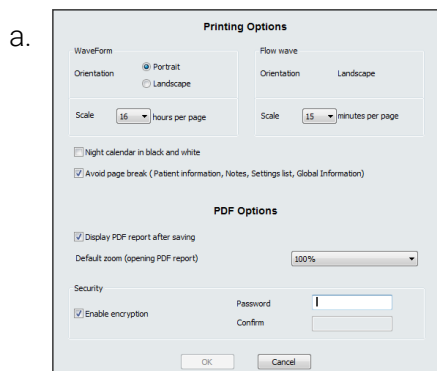 a.
Printing Options
WaveForm
Orientation Portrait
Landscape
Scale 16 hours per page
Flow wave
Orientation Landscape
Scale 15 minutes per page
Night calendar in black and white
Avoid page break ( Patient information, Notes, Settings list, Global Information)
PDF Options
Display PDF report after saving
Default zoom (opening PDF report) 100%
Security
Enable encryption
Password
Confirm
OK Cancel